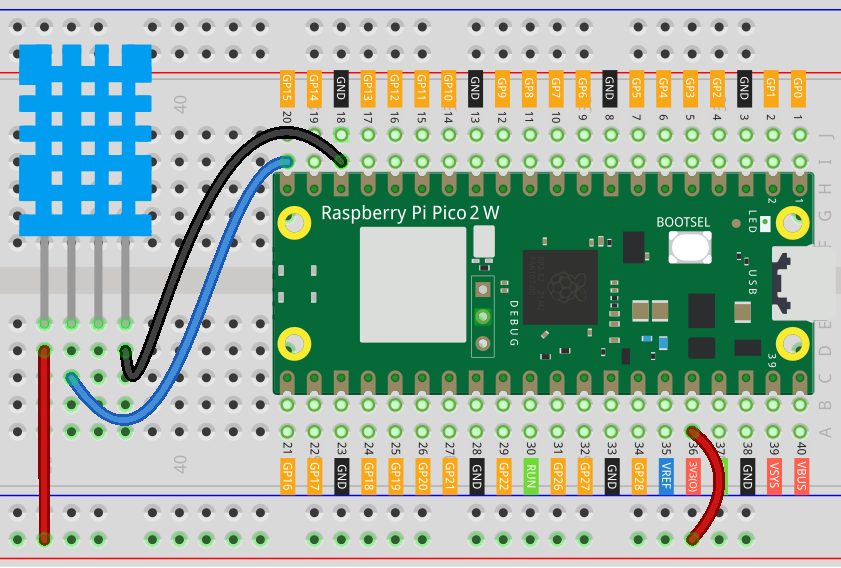 40
GP15 GP14 GND GP13 GP12 GP11 GP10 GND GP9 GP8 GP7 GP6 GND GP5 GP4 GP3 GP2 GND GP1 GP0
20 19 18 17 16 15 14 13 12 11 10 9 8 7 6 5 4 3 2 1
J
I
H
G
F
2 1
Raspberry Pi Pico 2 W
BOOTSEL
LED
USB
DEBUG
39
E
D
C
B
A
40
21 22 23 24 25 26 27 28 29 30 31 32 33 34 35 36 37 38 39 40
GP16 GP17 GND GP18 GP19 GP20 GP21 GND GP22 RUN GP26 GP27 GND GP28 VREF 3V3(O) GND VSYS VBUS